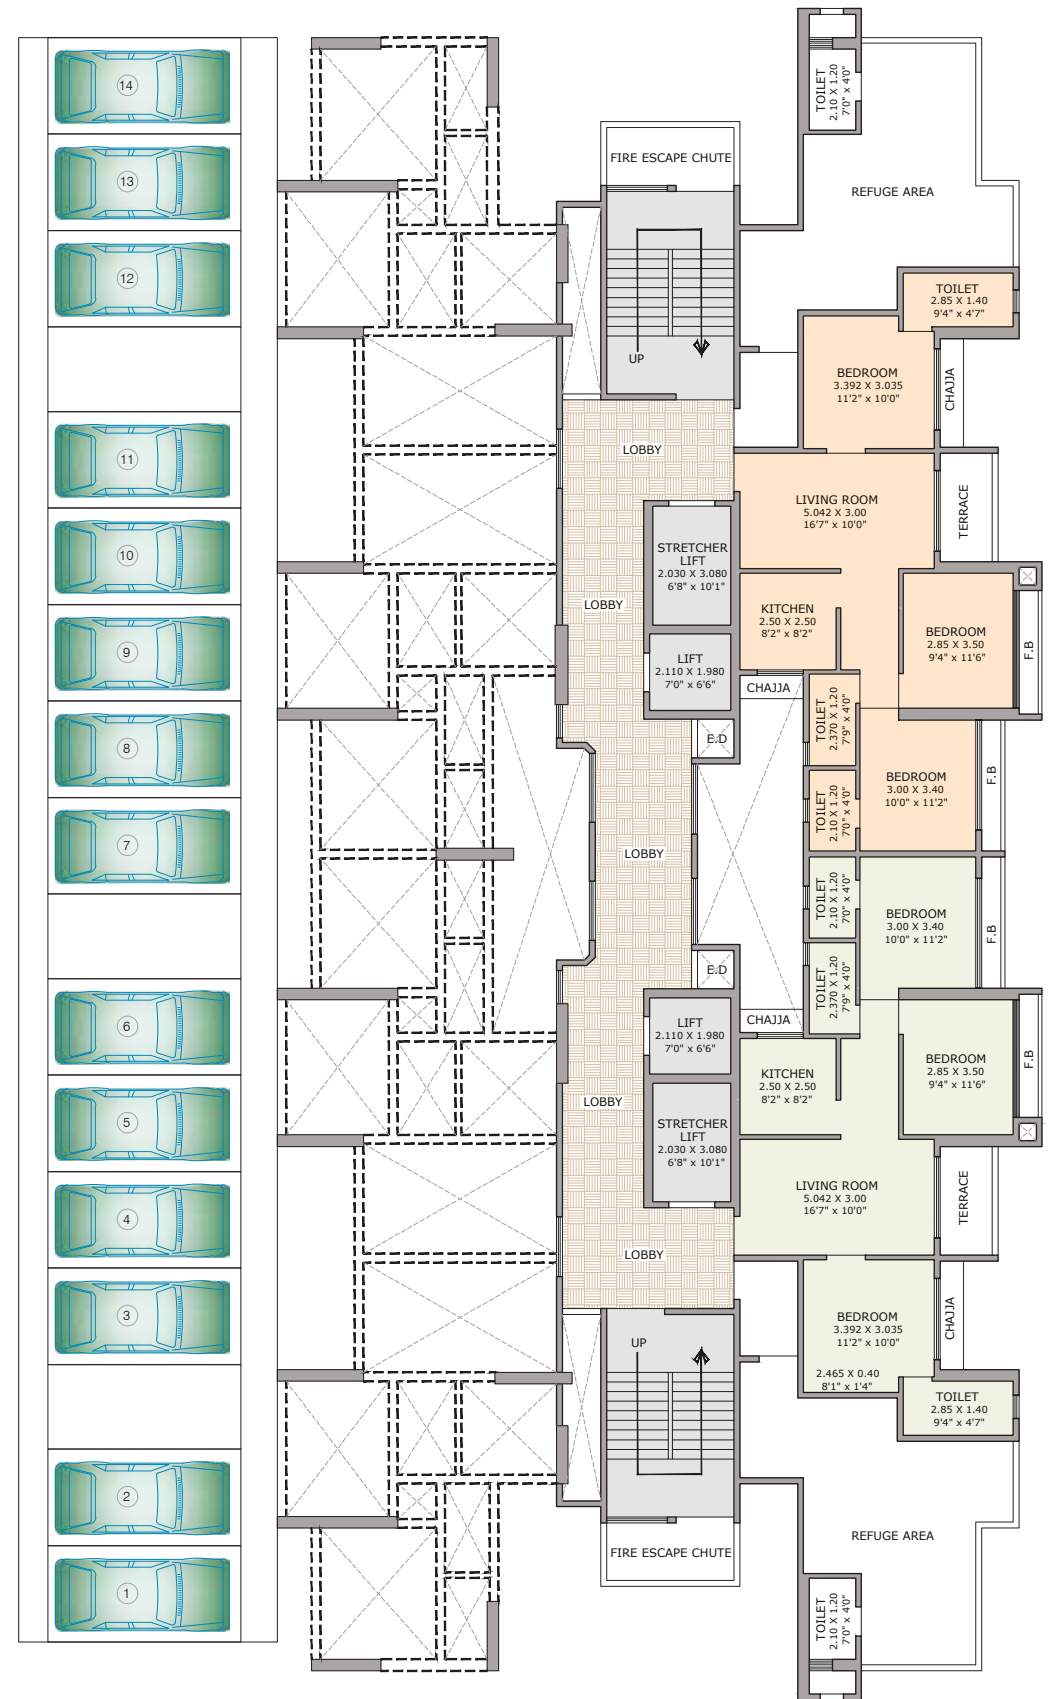 14
13
12
11
10
9
8
7
6
5
4
3
2
1
TOILET
2.10 X 1.20
7'0" x 4'0"
FIRE ESCAPE CHUTE
REFUGE AREA
UP
TOILET
2.85 X 1.40
9'4" x 4'7"
BEDROOM
3.392 X 3.035
11'2" x 10'0"
CHAJJA
LOBBY
LIVING ROOM
5.042 X 3.00
16'7" x 10'0"
TERRACE
STRETCHER
LIFT
2.030 X 3.080
6'8" x 10'1"
LOBBY
KITCHEN
2.50 X 2.50
8'2" x 8'2"
BEDROOM
2.85 X 3.50
9'4" x 11'6"
F.B
LIFT
2.110 X 1.980
7'0" x 6'6"
CHAJJA
TOILET
2.370 X 1.20
7'9" x 4'0"
E.D
BEDROOM
3.00 X 3.40
10'0" x 11'2"
F.B
TOILET
2.10 X 1.20
7'0" x 4'0"
LOBBY
TOILET
2.10 X 1.20
7'0" x 4'0"
BEDROOM
3.00 X 3.40
10'0" x 11'2"
F.B
E.D
TOILET
2.370 X 1.20
7'9" x 4'0"
LIFT
2.110 X 1.980
7'0" x 6'6"
CHAJJA
BEDROOM
2.85 X 3.50
9'4" x 11'6"
F.B
KITCHEN
2.50 X 2.50
8'2" x 8'2"
LOBBY
STRETCHER
LIFT
2.030 X 3.080
6'8" x 10'1"
LIVING ROOM
5.042 X 3.00
16'7" x 10'0"
TERRACE
LOBBY
BEDROOM
3.392 X 3.035
11'2" x 10'0"
CHAJJA
UP
2.465 X 0.40
8'1" x 1'4"
TOILET
2.85 X 1.40
9'4" x 4'7"
REFUGE AREA
FIRE ESCAPE CHUTE
TOILET
2.10 X 1.20
7'0" x 4'0"